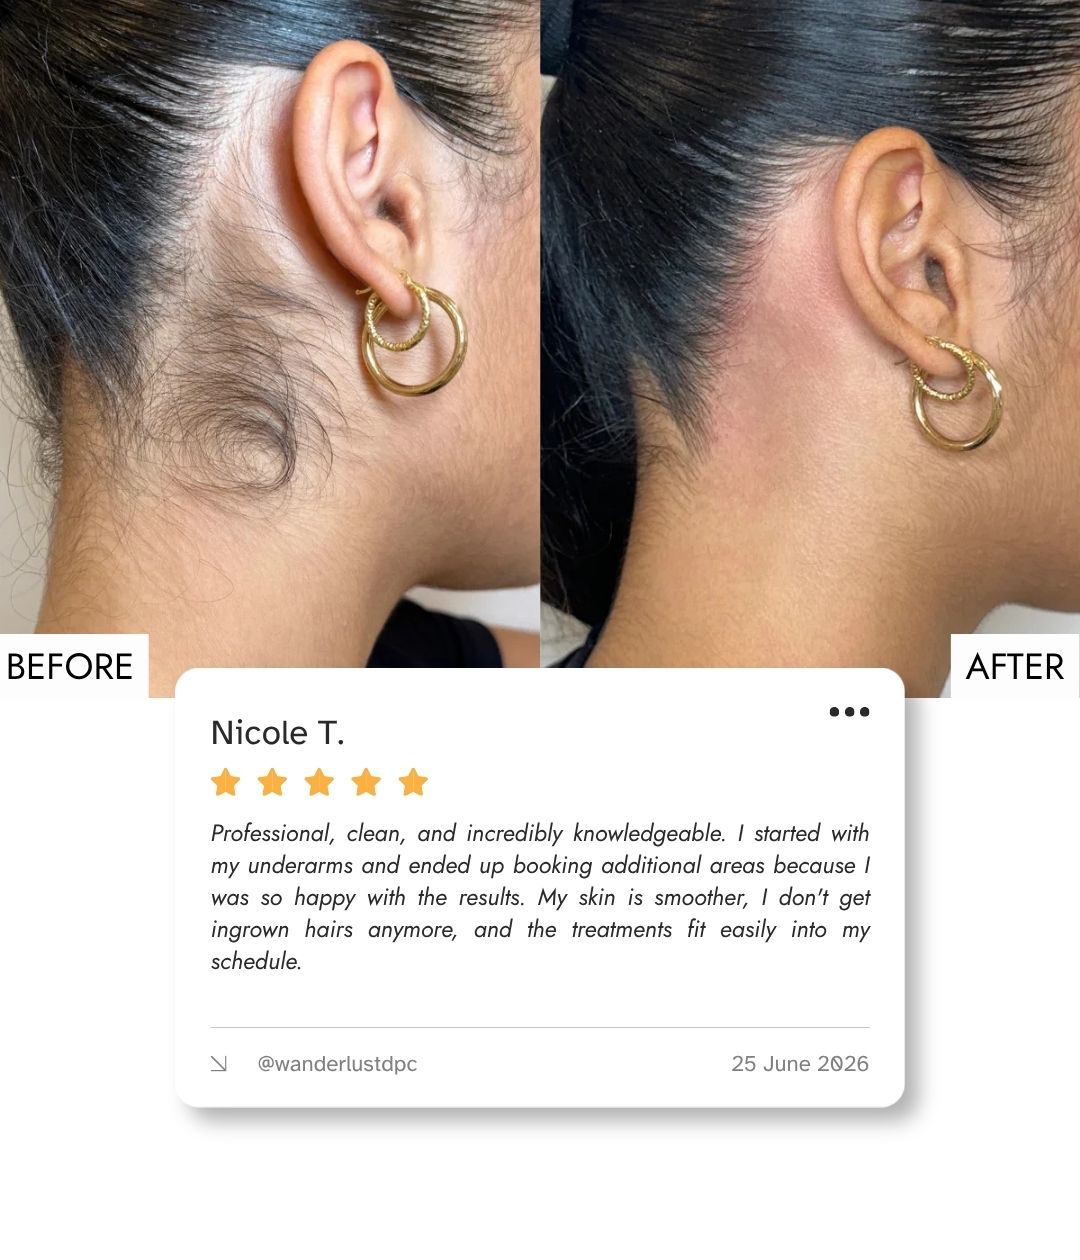 BEFORE
AFTER
Nicole T.
Professional, clean, and incredibly knowledgeable. I started with
my underarms and ended up booking additional areas because I
was so happy with the results. My skin is smoother, I don't get
ingrown hairs anymore, and the treatments fit easily into my
schedule.
@wanderlustdpc
25 June 2026